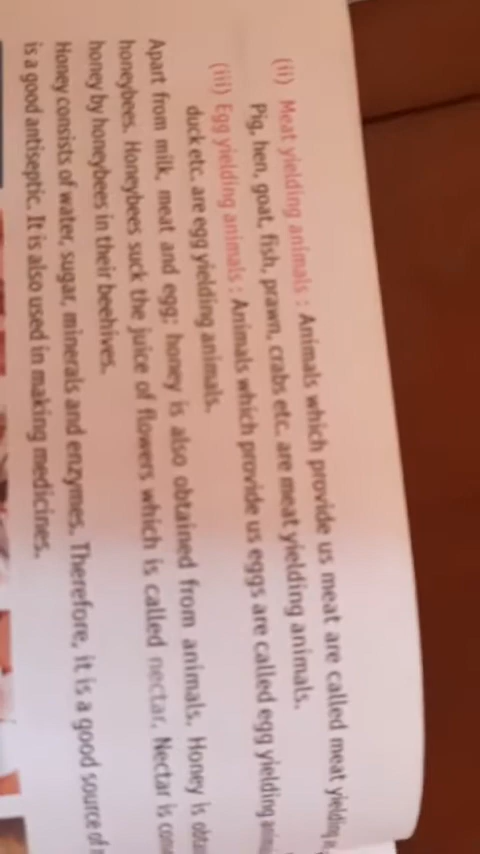 (ii) Meat yielding animals : Animals which provide us meat are called meat yielding
Pig, hen, goat, fish, prawn, crabs etc. are meat yielding animals.
(iii) Egg yielding animals : Animals which provide us eggs are called egg yielding
duck etc. are egg yielding animals.
Apart from milk, meat and egg; honey is also obtained from animals. Honey is
honeybees. Honeybees suck the juice of flowers which is called nectar. Nectar is
honey by honeybees in their beehives.
Honey consists of water, sugar, minerals and enzymes. Therefore, it is a good source of
is a good antiseptic. It is also used in making medicines.